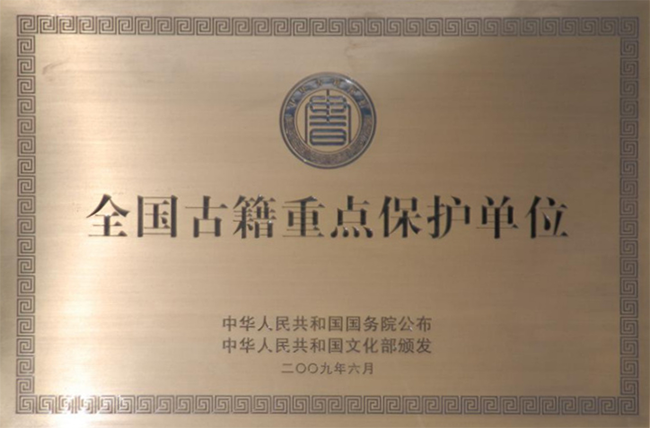 全国古籍重点保护单位
中华人民共和国国务院公布
中华人民共和国文化部颁发
二〇〇九年六月